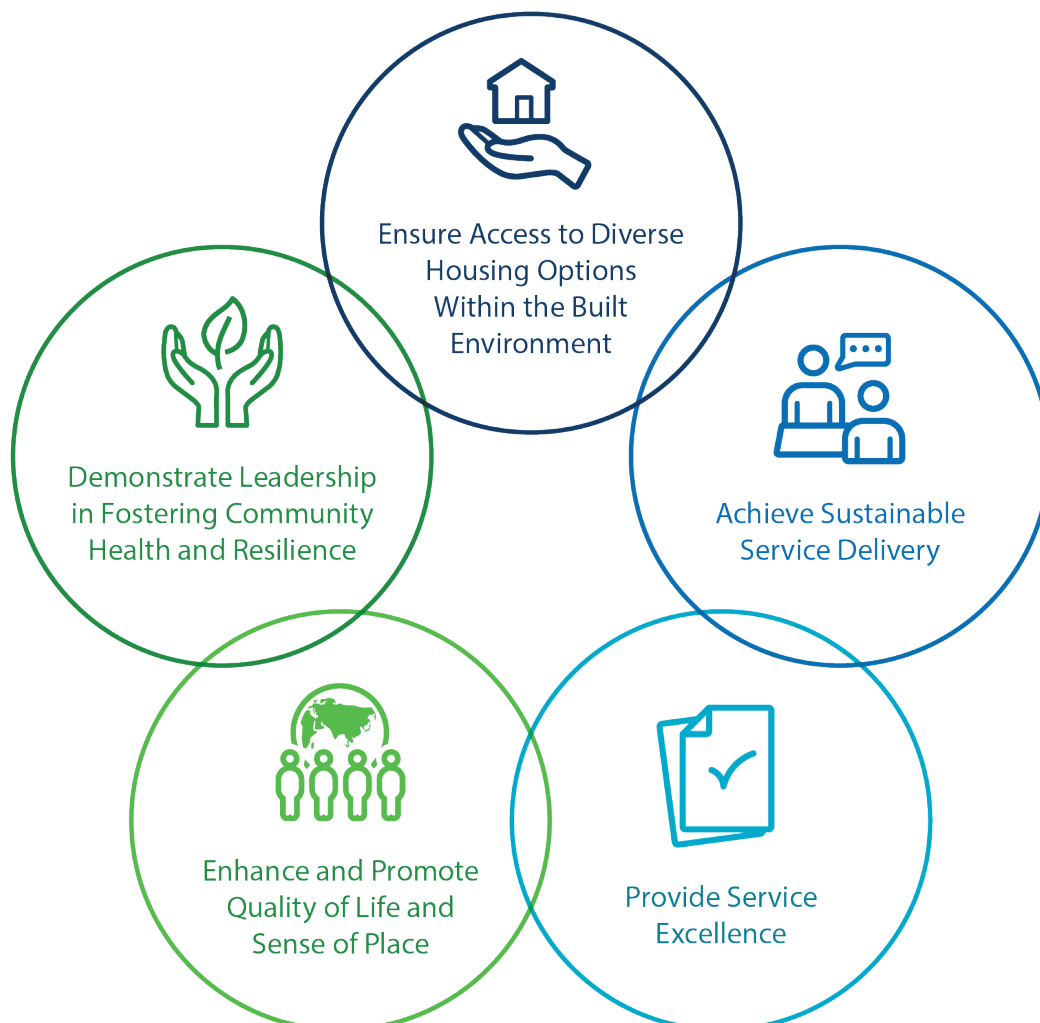 Ensure Access to Diverse
Housing Options
Within the Built
Environment
Demonstrate Leadership
in Fostering Community
Health and Resilience
Achieve Sustainable
Service Delivery
Enhance and Promote
Quality of Life and
Sense of Place
Provide Service
Excellence